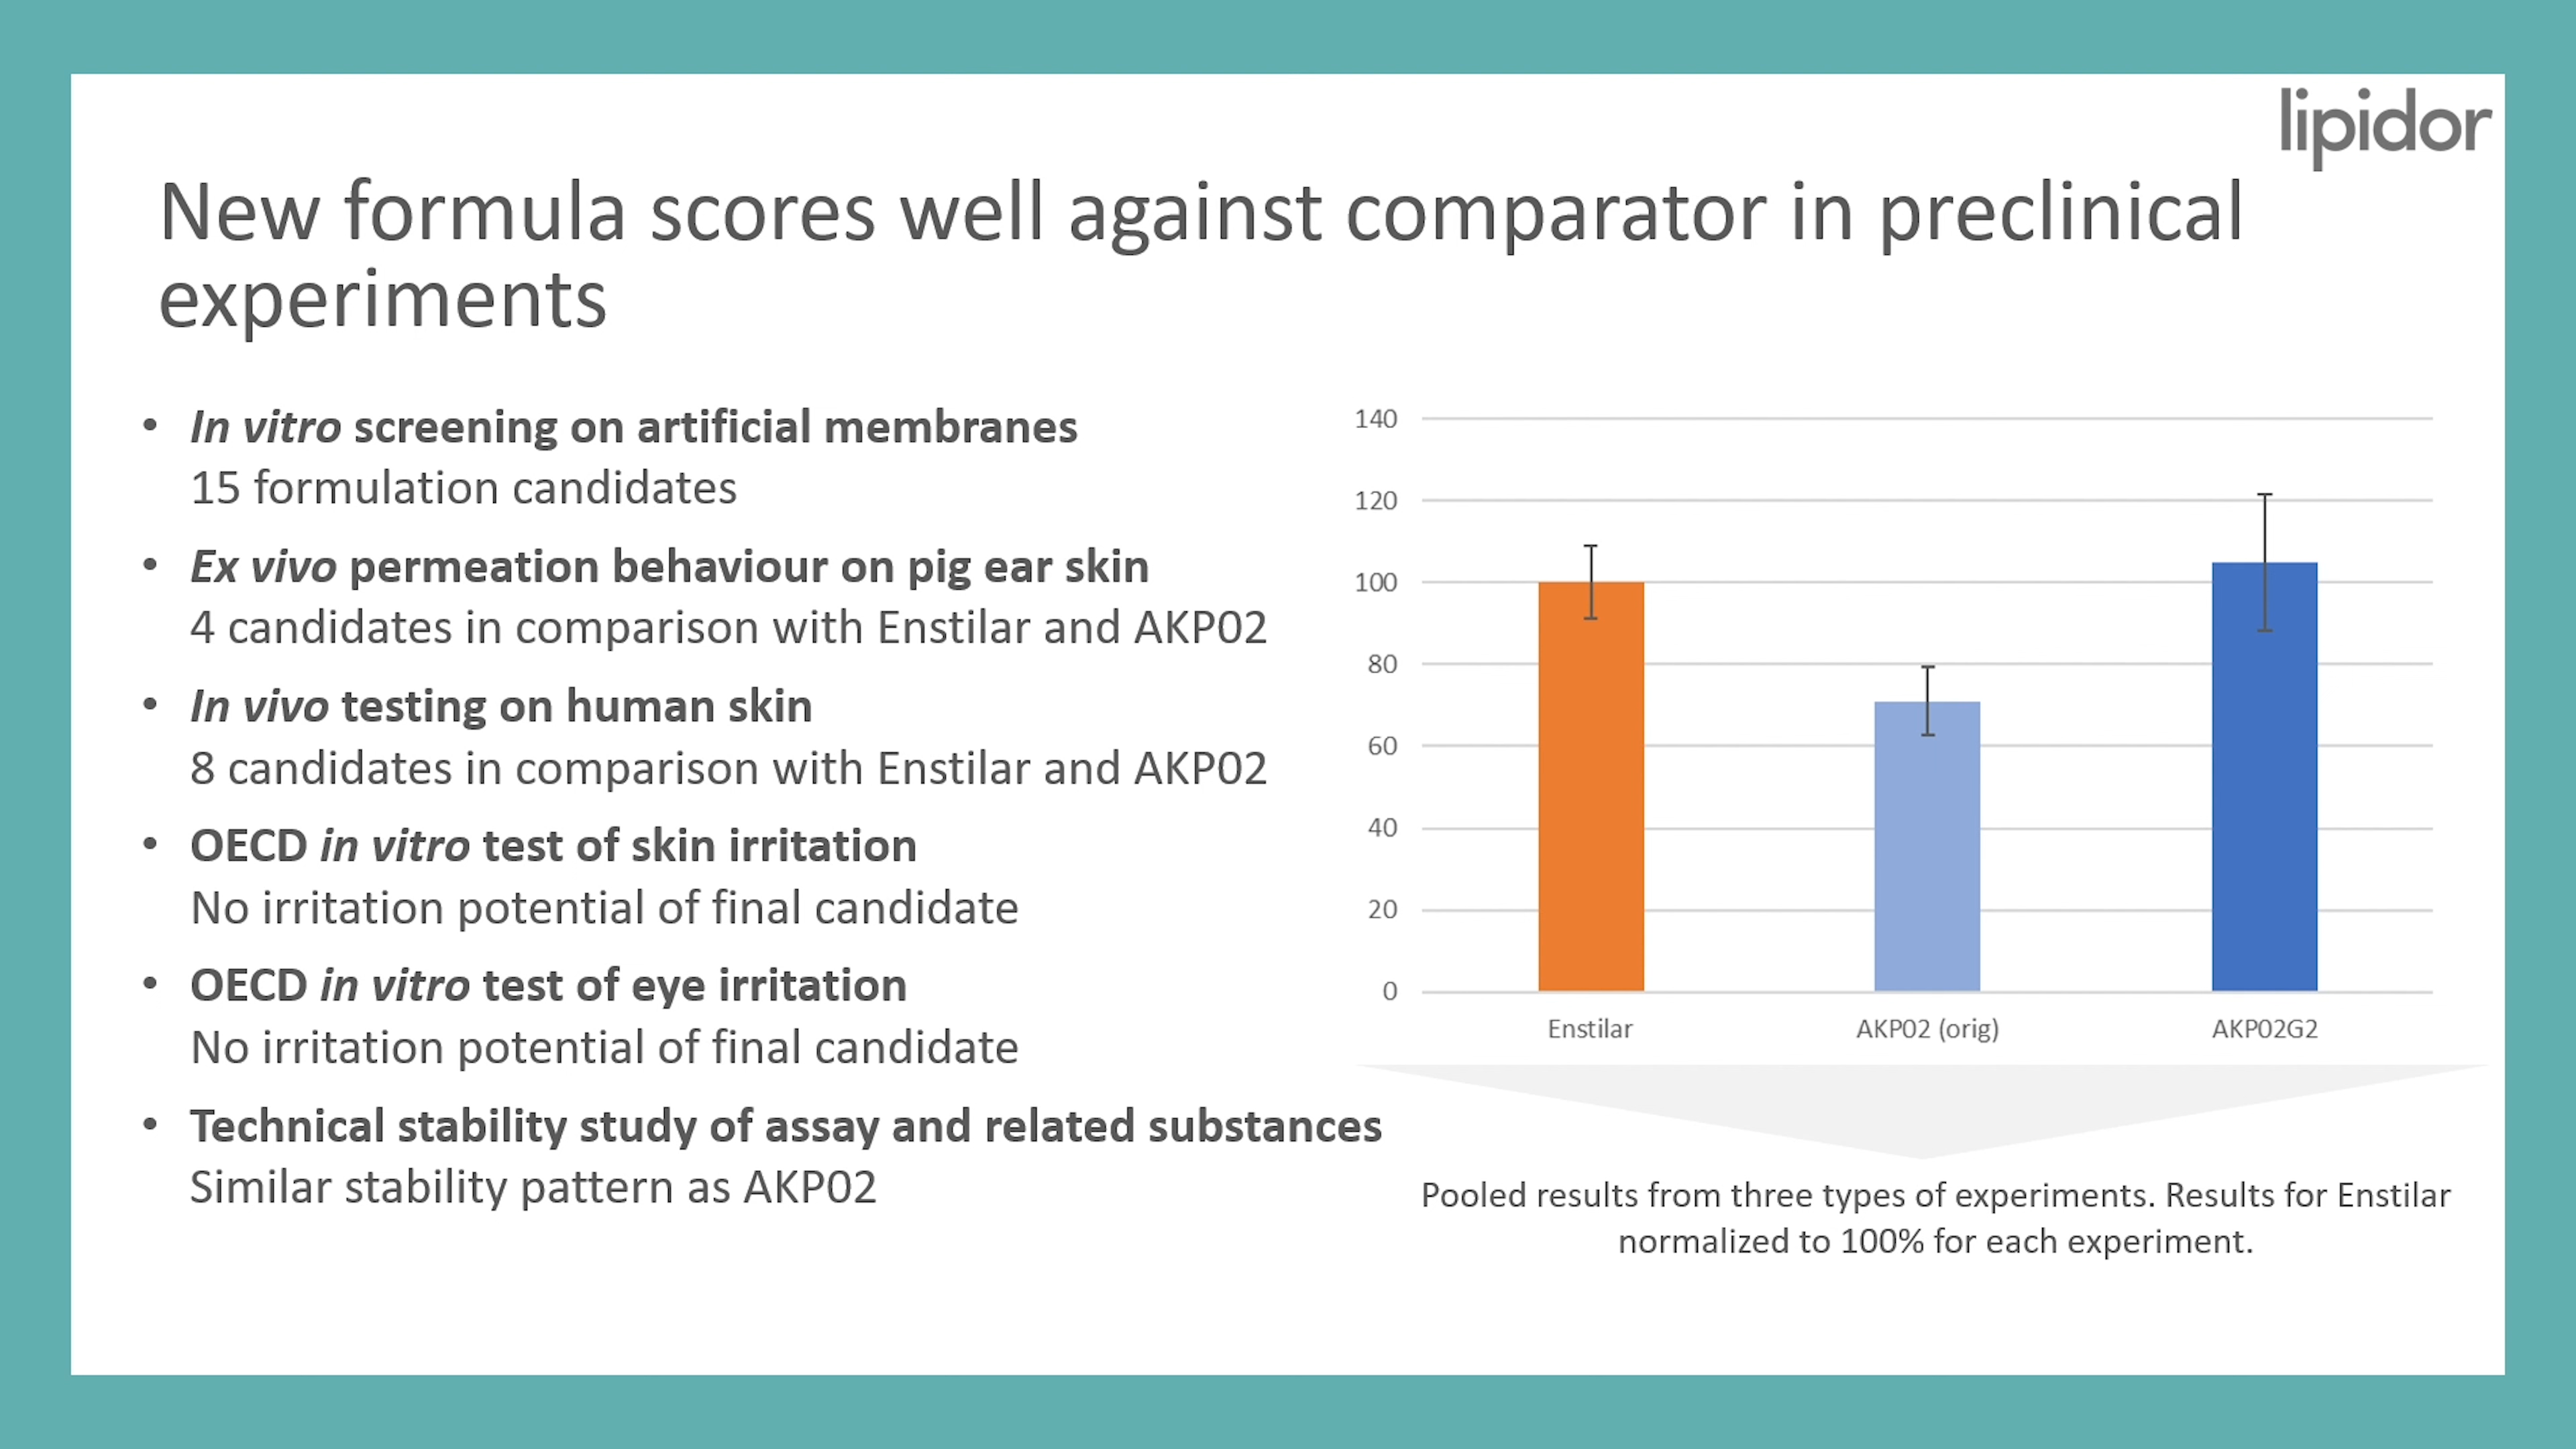 lipidor
New formula scores well against comparator in preclinical
experiments
• In vitro screening on artificial membranes
15 formulation candidates
• Ex vivo permeation behaviour on pig ear skin
4 candidates in comparison with Enstilar and AKP02
• In vivo testing on human skin
8 candidates in comparison with Enstilar and AKP02
• OECD in vitro test of skin irritation
No irritation potential of final candidate
• OECD in vitro test of eye irritation
No irritation potential of final candidate
• Technical stability study of assay and related substances
Similar stability pattern as AKP02
140
120
100
80
60
40
20
0
Enstilar AKP02 (orig) AKP02G2
Pooled results from three types of experiments. Results for Enstilar
normalized to 100% for each experiment.